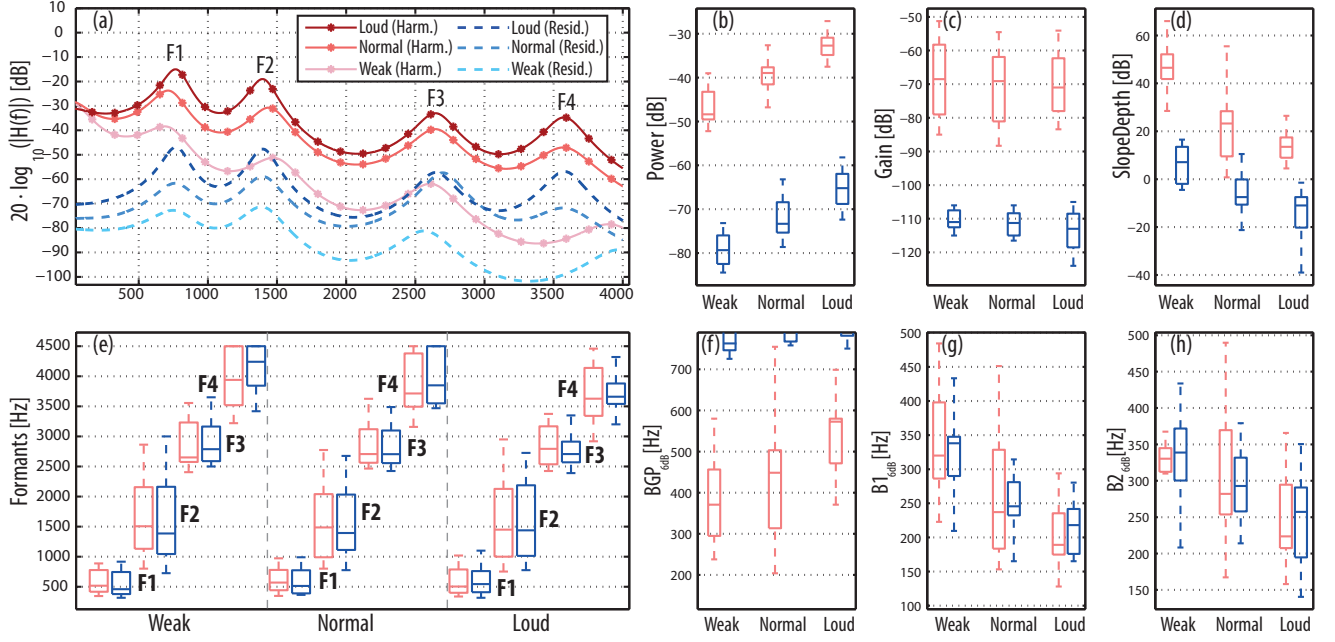 (a)
20 · log10(|H(f)|) [dB]
10
0
−10
−20
−30
−40
−50
−60
−70
−80
−90
−100
500
1000
1500
2000
2500
3000
3500
4000
F1
F2
F3
F4
Loud (Harm.)
Normal (Harm.)
Weak (Harm.)
Loud (Resid.)
Normal (Resid.)
Weak (Resid.)
(b)
Power [dB]
−30
−40
−50
−60
−70
−80
Weak Normal Loud
(c)
Gain [dB]
−50
−60
−70
−80
−90
−100
−110
−120
Weak Normal Loud
(d)
SlopeDepth [dB]
60
40
20
0
−20
−40
Weak Normal Loud
(e)
Formants [Hz]
4500
4000
3500
3000
2500
2000
1500
1000
500
F1
F2
F3
F4
F1
F2
F3
F4
F1
F2
F3
F4
Weak Normal Loud
(f)
BGP6dB [Hz]
800
700
600
500
400
300
200
Weak Normal Loud
(g)
B16dB [Hz]
500
450
400
350
300
250
200
150
100
Weak Normal Loud
(h)
B26dB [Hz]
500
450
400
350
300
250
200
150
Weak Normal Loud